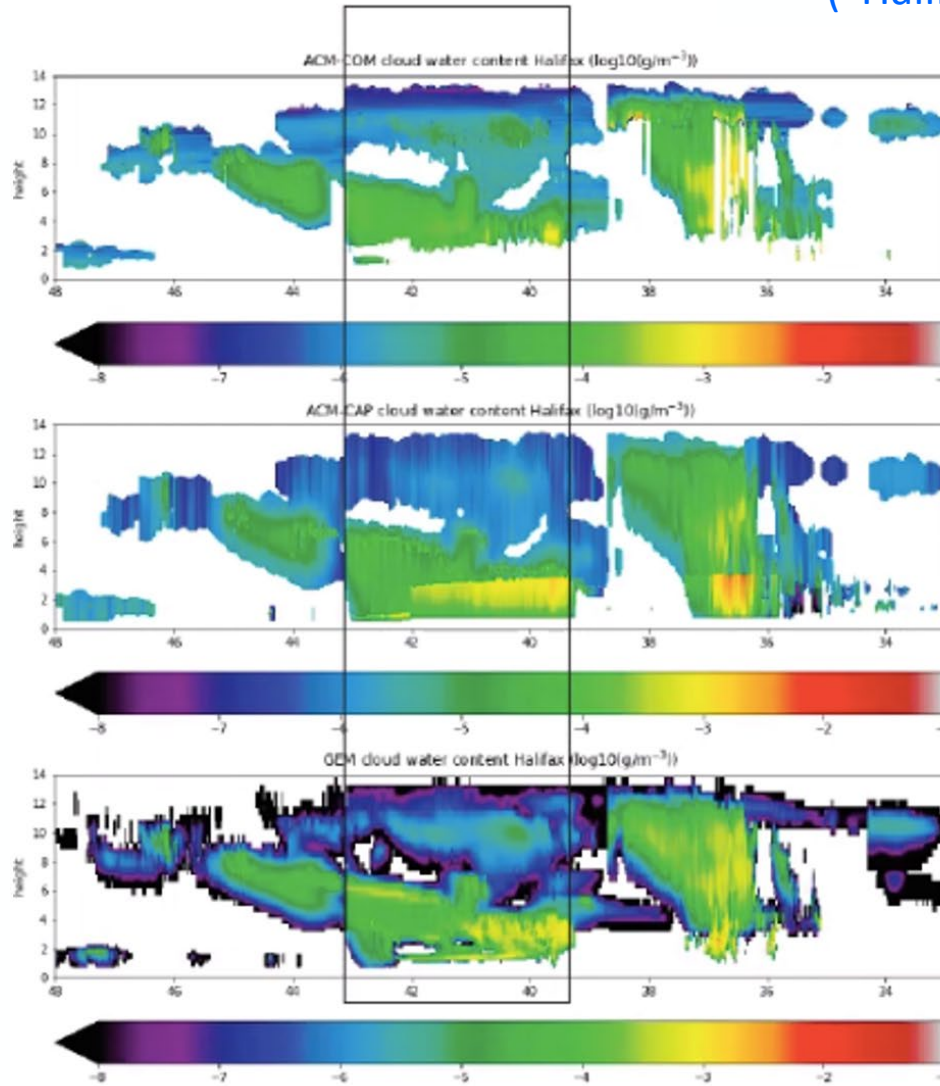 ACM-COM cloud water content Halifax (log10(g/m⁻³))
14
12
10
8
6
4
2
0
height
48 46 44 42 40 38 36 34
−8 −7 −6 −5 −4 −3 −2
ACM-CAP cloud water content Halifax (log10(g/m⁻³))
14
12
10
8
6
4
2
0
height
48 46 44 42 40 38 36 34
−8 −7 −6 −5 −4 −3 −2
GEM cloud water content Halifax (log10(g/m⁻³))
14
12
10
8
6
4
2
0
height
48 46 44 42 40 38 36 34
−8 −7 −6 −5 −4 −3 −2